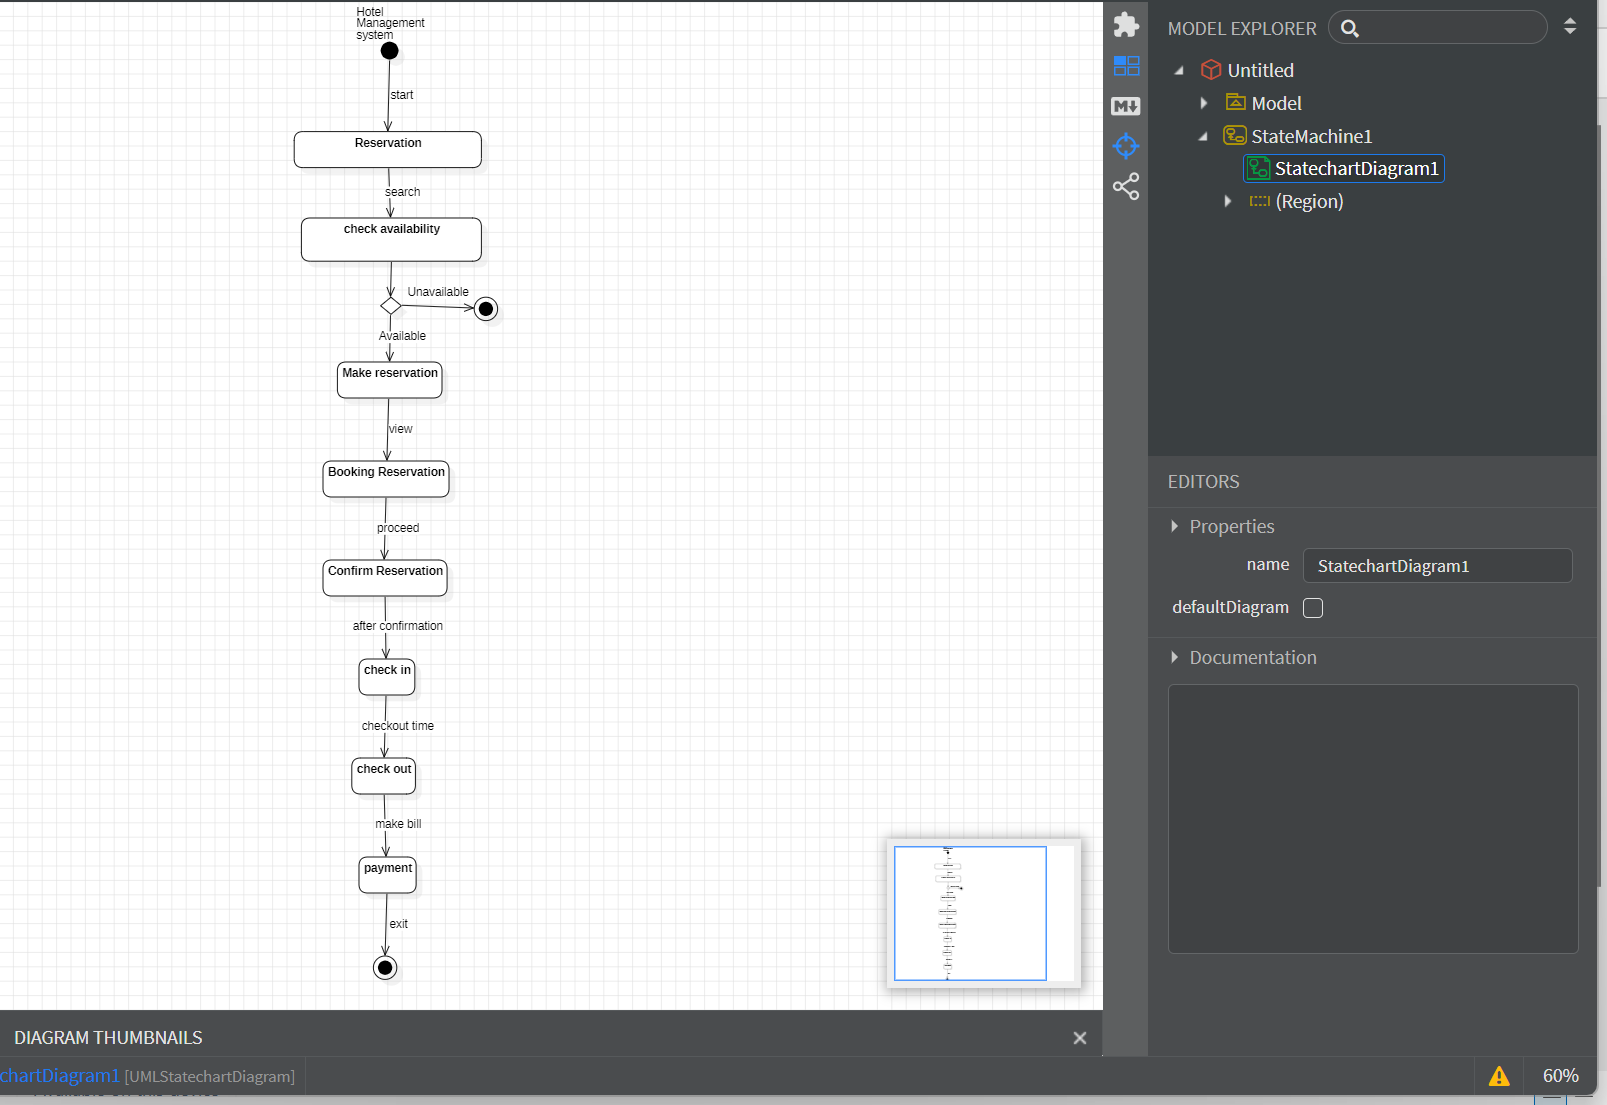 Hotel
Management
system
start
Reservation
search
check availability
Unavailable
Available
Make reservation
view
Booking Reservation
proceed
Confirm Reservation
after confirmation
check in
checkout time
check out
make bill
payment
exit
M
MODEL EXPLORER
Untitled
Model
StateMachine1
StatechartDiagram1
(Region)
EDITORS
Properties
name
StatechartDiagram1
defaultDiagram
Documentation
DIAGRAM THUMBNAILS
chartDiagram1 [UMLStatechartDiagram]
60%